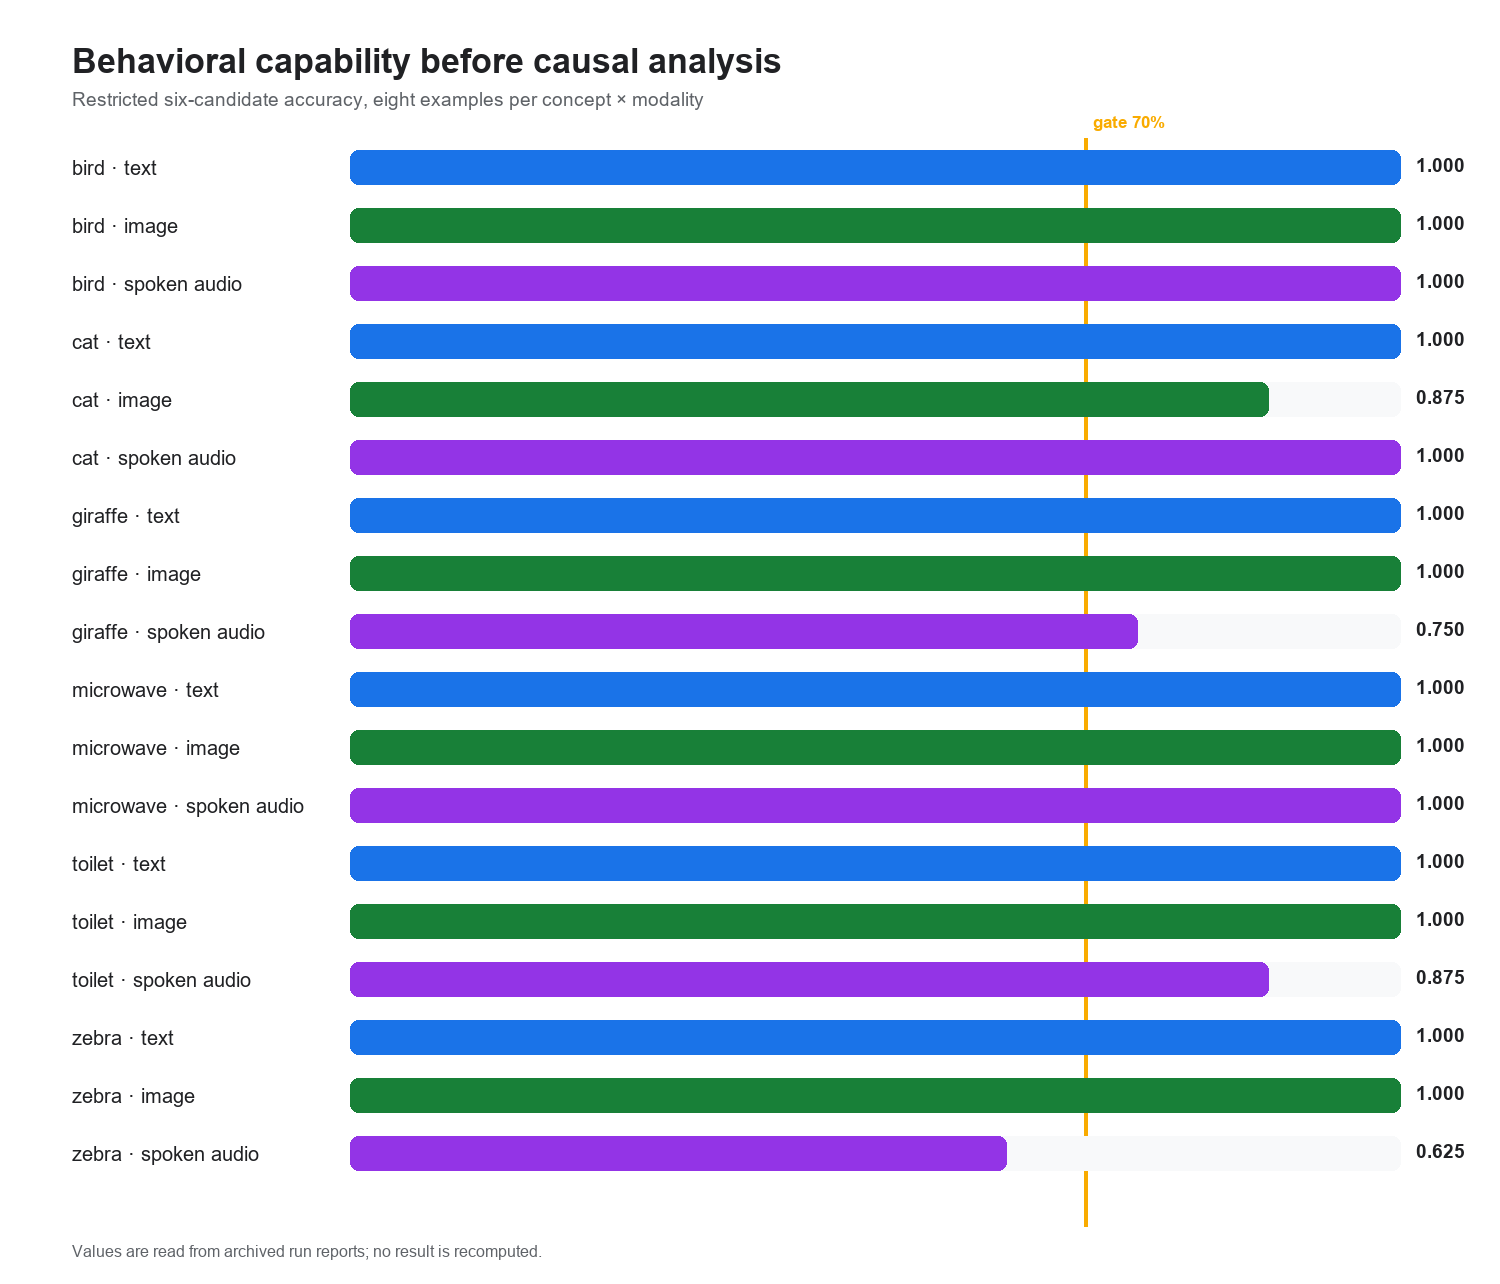 Behavioral capability before causal analysis
Restricted six-candidate accuracy, eight examples per concept × modality
gate 70%
bird · text 1.000
bird · image 1.000
bird · spoken audio 1.000
cat · text 1.000
cat · image 0.875
cat · spoken audio 1.000
giraffe · text 1.000
giraffe · image 1.000
giraffe · spoken audio 0.750
microwave · text 1.000
microwave · image 1.000
microwave · spoken audio 1.000
toilet · text 1.000
toilet · image 1.000
toilet · spoken audio 0.875
zebra · text 1.000
zebra · image 1.000
zebra · spoken audio 0.625
Values are read from archived run reports; no result is recomputed.